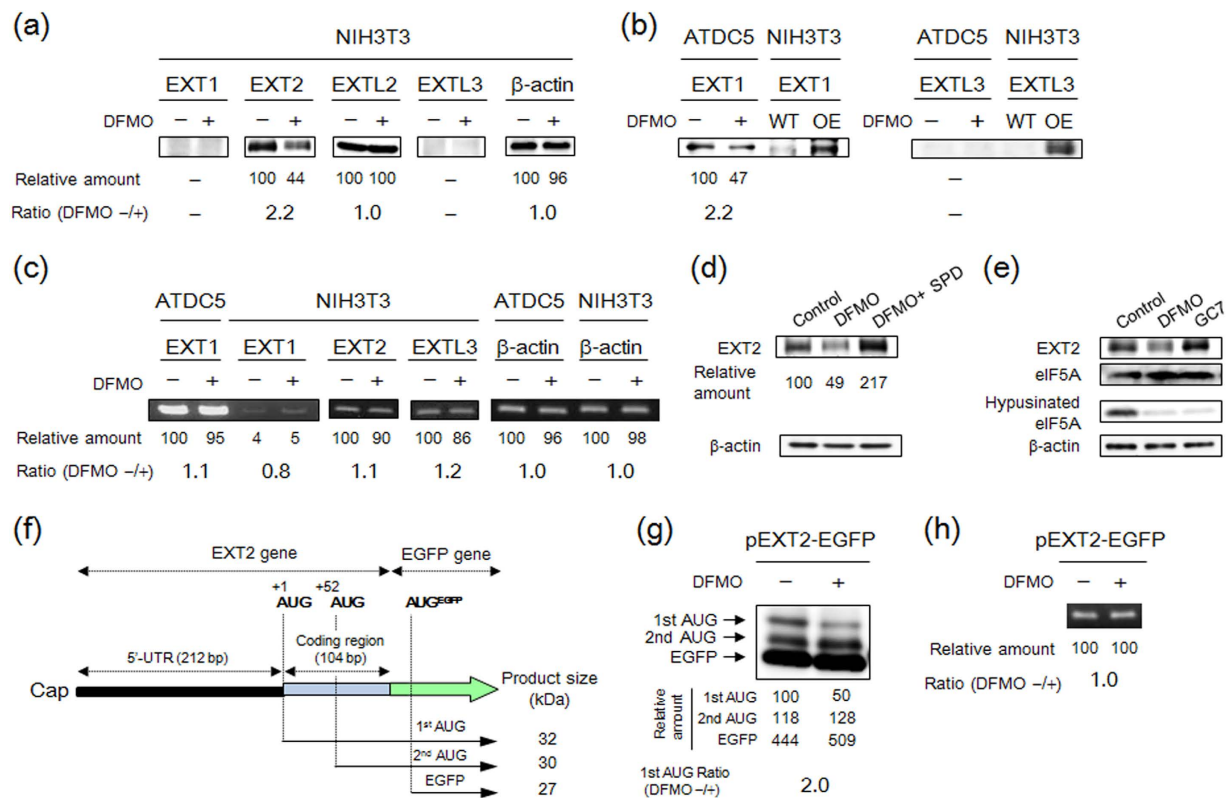 (a)
NIH3T3
EXT1 EXT2 EXTL2 EXTL3 β-actin
DFMO − + − + − + − + − +
Relative amount − 100 44 100 100 − 100 96
Ratio (DFMO −/+) − 2.2 1.0 − 1.0
(b)
ATDC5 NIH3T3 ATDC5 NIH3T3
EXT1 EXT1 EXTL3 EXTL3
DFMO − + WT OE DFMO − + WT OE
100 47 −
2.2 −
(c)
ATDC5 NIH3T3 ATDC5 NIH3T3
EXT1 EXT1 EXT2 EXTL3 β-actin β-actin
DFMO − + − + − + − + − + − +
Relative amount 100 95 4 5 100 90 100 86 100 96 100 98
Ratio (DFMO −/+) 1.1 0.8 1.1 1.2 1.0 1.0
(d)
Control DFMO DFMO+ SPD
EXT2
Relative amount 100 49 217
β-actin
(e)
Control DFMO GC7
EXT2
eIF5A
Hypusinated
eIF5A
β-actin
(f)
EXT2 gene EGFP gene
+1 +52
AUG AUG AUGEGFP
5'-UTR (212 bp) Coding region
(104 bp)
Cap
Product size
(kDa)
1st AUG 32
2nd AUG 30
EGFP 27
(g)
pEXT2-EGFP
DFMO − +
1st AUG
2nd AUG
EGFP
Relative
amount
1st AUG 100 50
2nd AUG 118 128
EGFP 444 509
1st AUG Ratio
(DFMO −/+) 2.0
(h)
pEXT2-EGFP
DFMO − +
Relative amount 100 100
Ratio (DFMO −/+) 1.0